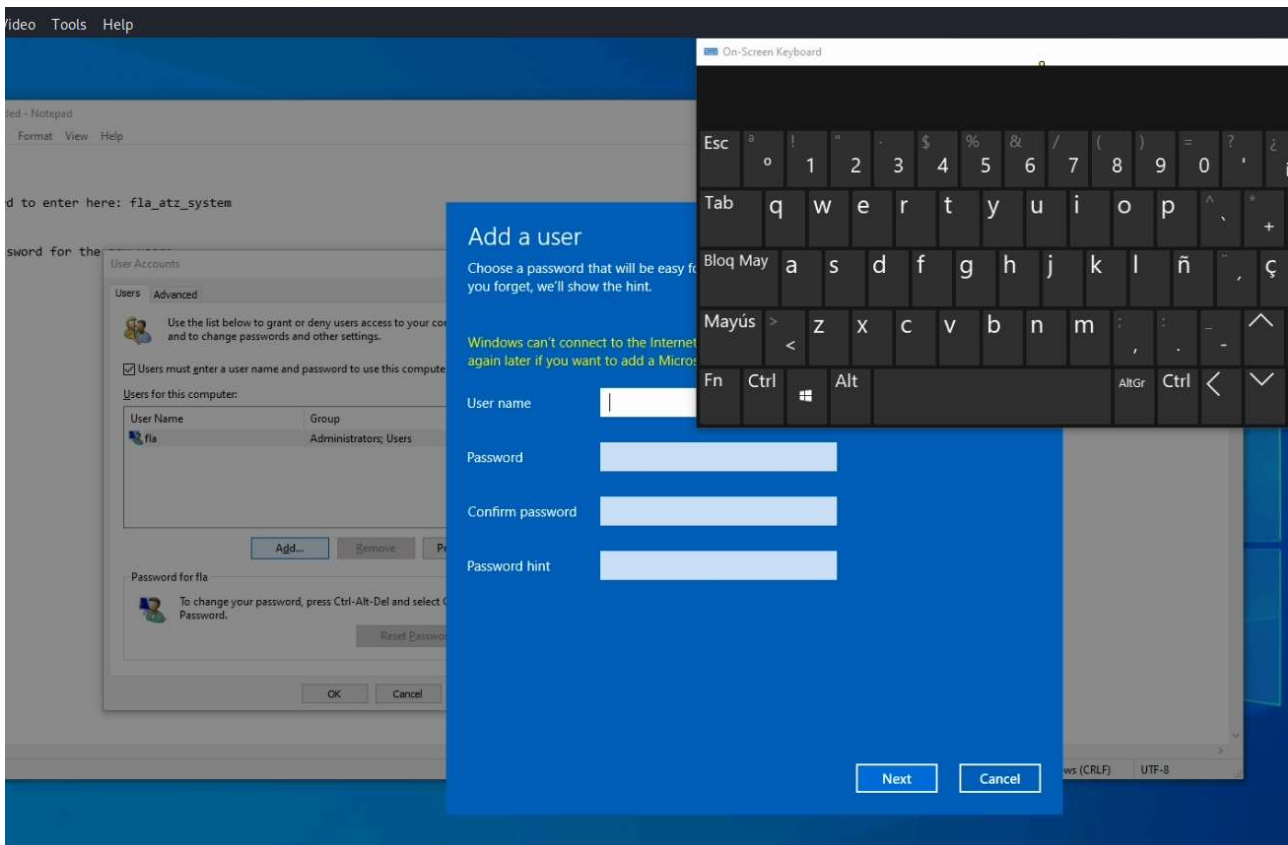 Video Tools Help
On-Screen Keyboard
tled - Notepad
Format View Help
d to enter here: fla_atz_system
sword for the
User Accounts
Users Advanced
Use the list below to grant or deny users access to your cor
and to change passwords and other settings.
Users must enter a user name and password to use this compute
Users for this computer:
User Name Group
fla Administrators; Users
Add... Remove Pr
Password for fla
To change your password, press Ctrl-Alt-Del and select C
Password.
Reset Passwo
OK Cancel
Add a user
Choose a password that will be easy fo
you forget, we'll show the hint.
Windows can't connect to the Internet
again later if you want to add a Micros
User name
Password
Confirm password
Password hint
Next Cancel
Esc ª º ! 1 " 2 · 3 $ 4 % 5 & 6 / 7 ( 8 ) 9 = 0 ? ' ¿ ¡
Tab q w e r t y u i o p ^ ` * +
Bloq May a s d f g h j k l ñ ¨ ´ ç
Mayús > < z x c v b n m ; , : . _ -
Fn Ctrl Alt AltGr Ctrl
ws (CRLF) UTF-8